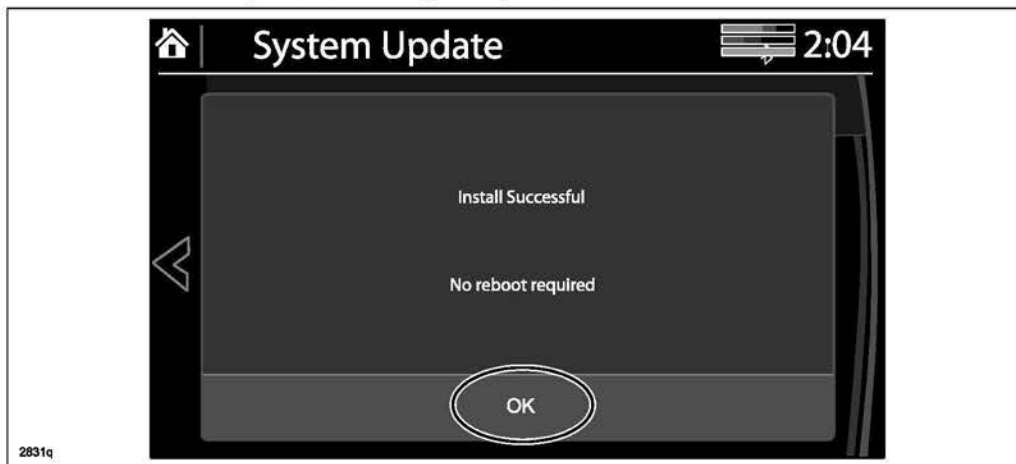 System Update
2:04
Install Successful
No reboot required
OK
2831q